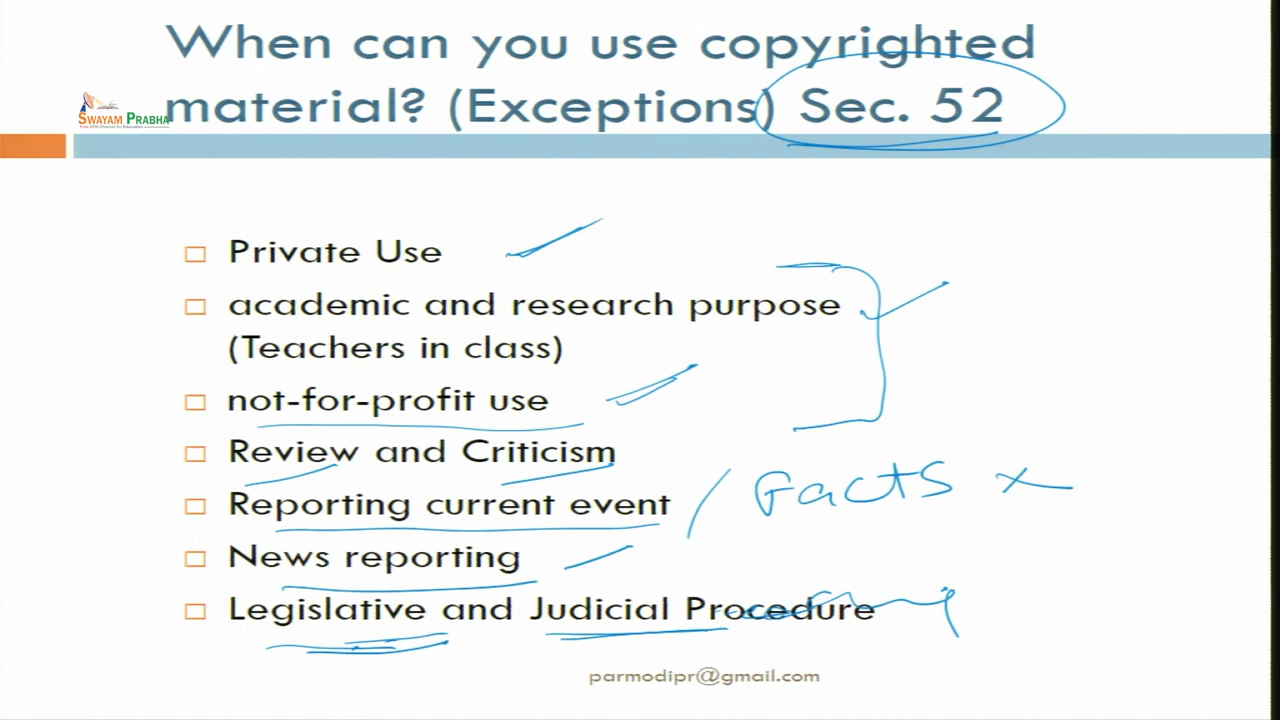 When can you use copyrighted
material? (Exceptions) Sec. 52
SWAYAM PRABHA
Private Use
academic and research purpose
(Teachers in class)
not-for-profit use
Review and Criticism
Reporting current event
/ Facts ×
News reporting
Legislative and Judicial Procedure
parmodipr@gmail.com